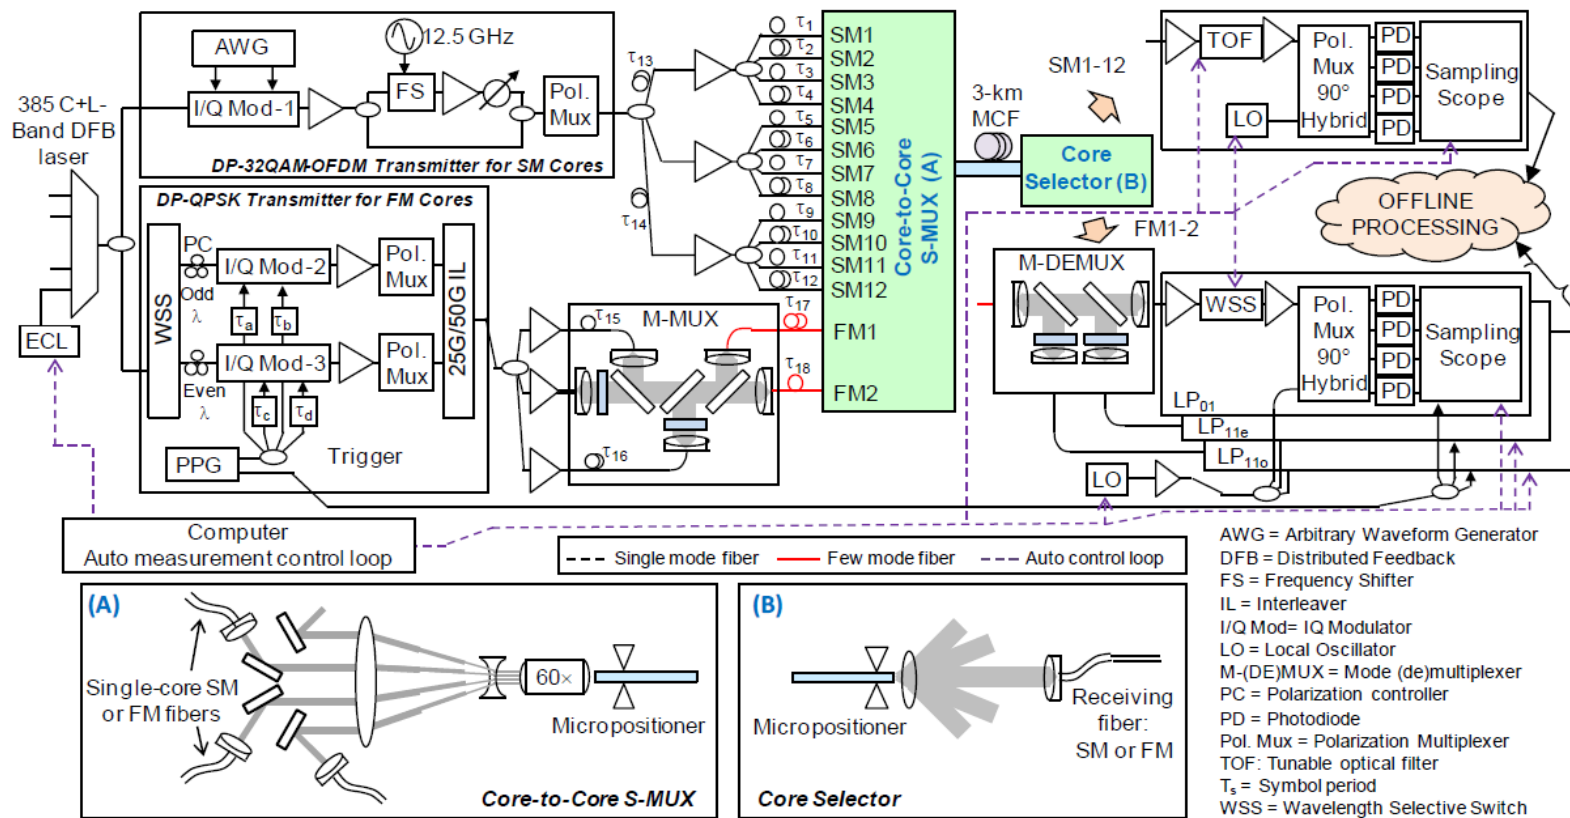 385 C+L-
Band DFB
laser
ECL
AWG
I/Q Mod-1
12.5 GHz
FS
Pol.
Mux
DP-32QAM-OFDM Transmitter for SM Cores
DP-QPSK Transmitter for FM Cores
WSS
PC
Odd
λ
I/Q Mod-2
Pol.
Mux
τa
τb
I/Q Mod-3
Pol.
Mux
Even
λ
τc
τd
PPG
Trigger
25G/50G IL
τ13
τ14
τ1
τ2
τ3
τ4
τ5
τ6
τ7
τ8
τ9
τ10
τ11
τ12
SM1
SM2
SM3
SM4
SM5
SM6
SM7
SM8
SM9
SM10
SM11
SM12
FM1
FM2
Core-to-Core
S-MUX (A)
M-MUX
τ15
τ16
τ17
τ18
3-km
MCF
Core
Selector (B)
SM1-12
FM1-2
TOF
LO
Pol.
Mux
90°
Hybrid
PD
PD
PD
PD
Sampling
Scope
OFFLINE
PROCESSING
M-DEMUX
WSS
Pol.
Mux
90°
Hybrid
PD
PD
PD
PD
Sampling
Scope
LP01
LP11e
LP11o
LO
Computer
Auto measurement control loop
Single mode fiber
Few mode fiber
Auto control loop
(A)
Single-core SM
or FM fibers
60×
Micropositioner
Core-to-Core S-MUX
(B)
Micropositioner
Receiving
fiber:
SM or FM
Core Selector
AWG = Arbitrary Waveform Generator
DFB = Distributed Feedback
FS = Frequency Shifter
IL = Interleaver
I/Q Mod= IQ Modulator
LO = Local Oscillator
M-(DE)MUX = Mode (de)multiplexer
PC = Polarization controller
PD = Photodiode
Pol. Mux = Polarization Multiplexer
TOF: Tunable optical filter
Ts = Symbol period
WSS = Wavelength Selective Switch